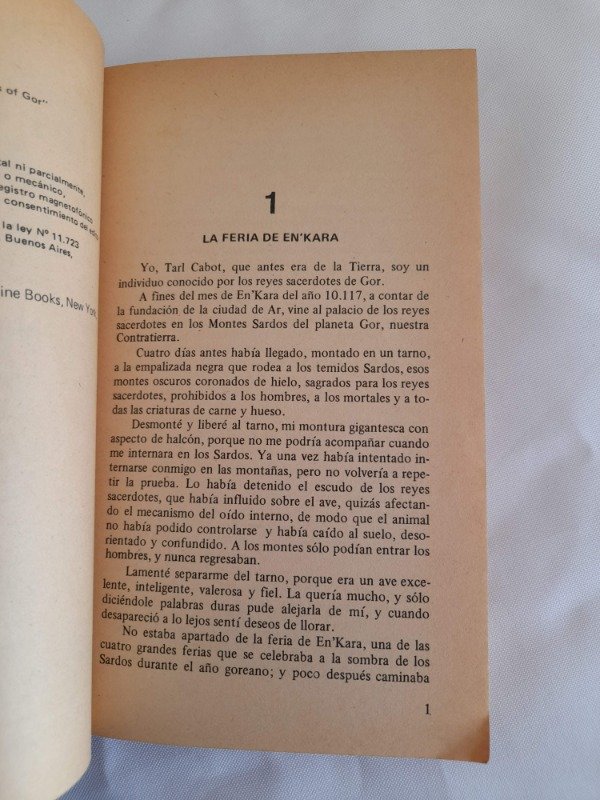 of Gor"
ni parcialmente,
o mecánico,
registro magnetofónico
consentimiento del
la ley Nº 11.723
Buenos Aires,
Books, New York,
1
LA FERIA DE EN'KARA
Yo, Tarl Cabot, que antes era de la Tierra, soy un
individuo conocido por los reyes sacerdotes de Gor.
A fines del mes de En'Kara del año 10.117, a contar de
la fundación de la ciudad de Ar, vine al palacio de los reyes
sacerdotes en los Montes Sardos del planeta Gor, nuestra
Contratierra.
Cuatro días antes había llegado, montado en un tarno,
a la empalizada negra que rodea a los temidos Sardos, esos
montes oscuros coronados de hielo, sagrados para los reyes
sacerdotes, prohibidos a los hombres, a los mortales y a to-
das las criaturas de carne y hueso.
Desmonté y liberé al tarno, mi montura gigantesca con
aspecto de halcón, porque no me podría acompañar cuando
me internara en los Sardos. Ya una vez había intentado in-
ternarse conmigo en las montañas, pero no volvería a repe-
tir la prueba. Lo había detenido el escudo de los reyes
sacerdotes, que había influido sobre el ave, quizás afectan-
do el mecanismo del oído interno, de modo que el animal
no había podido controlarse y había caído al suelo, deso-
rientado y confundido. A los montes sólo podían entrar los
hombres, y nunca regresaban.
Lamenté separarme del tarno, porque era un ave exce-
lente, inteligente, valerosa y fiel. La quería mucho, y sólo
diciéndole palabras duras pude alejarla de mí, y cuando
desapareció a lo lejos sentí deseos de llorar.
No estaba apartado de la feria de En'Kara, una de las
cuatro grandes ferias que se celebraba a la sombra de los
Sardos durante el año goreano; y poco después caminaba
1